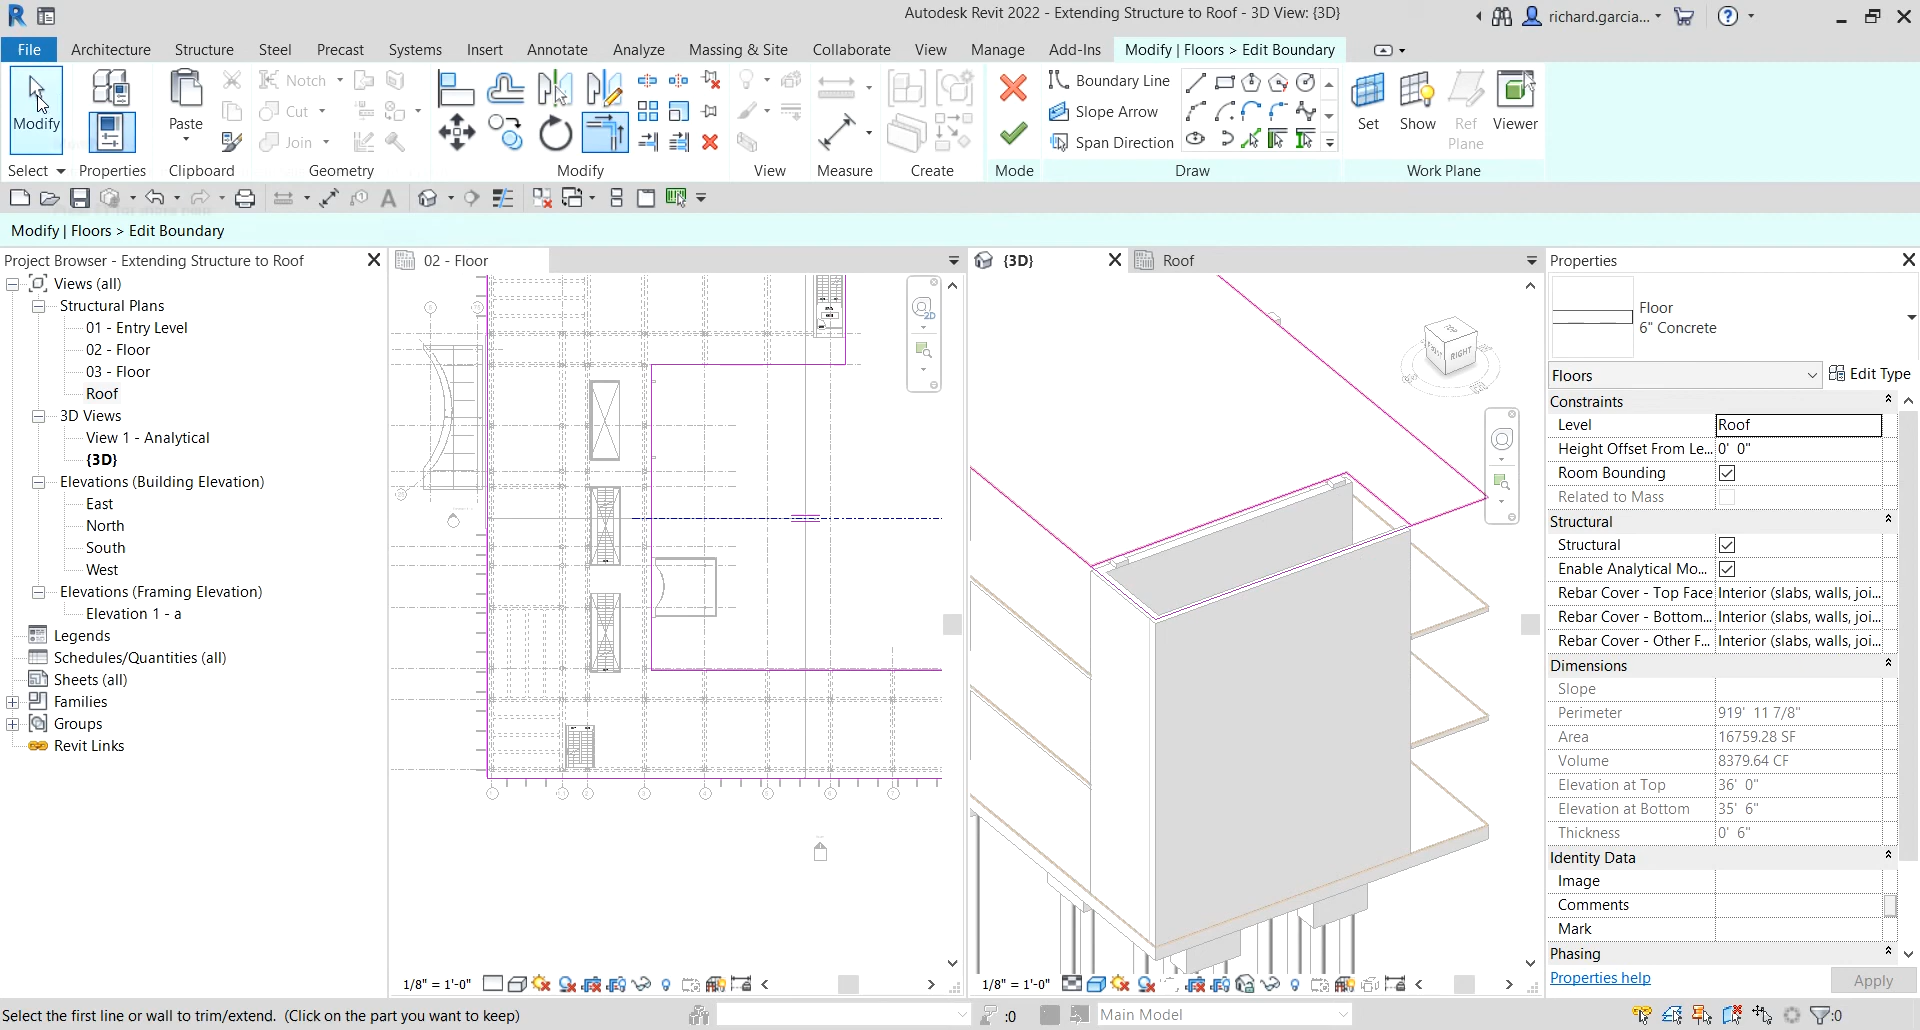 Autodesk Revit 2022 - Extending Structure to Roof - 3D View: {3D}
richard.garcia...
File Architecture Structure Steel Precast Systems Insert Annotate Analyze Massing & Site Collaborate View Manage Add-Ins Modify | Floors > Edit Boundary
Modify
Paste
Notch
Cut
Join
Boundary Line
Slope Arrow
Span Direction
Set Show Ref Plane Viewer
Select Properties Clipboard Geometry Modify View Measure Create Mode Draw Work Plane
Modify | Floors > Edit Boundary
Project Browser - Extending Structure to Roof
Views (all)
Structural Plans
01 - Entry Level
02 - Floor
03 - Floor
Roof
3D Views
View 1 - Analytical
{3D}
Elevations (Building Elevation)
East
North
South
West
Elevations (Framing Elevation)
Elevation 1 - a
Legends
Schedules/Quantities (all)
Sheets (all)
Families
Groups
Revit Links
02 - Floor
2D
1/8" = 1'-0"
{3D}
Roof
TOP
RIGHT
1/8" = 1'-0"
Properties
Floor
6" Concrete
Floors Edit Type
Constraints
Level Roof
Height Offset From Le... 0' 0"
Room Bounding
Related to Mass
Structural
Structural
Enable Analytical Mo...
Rebar Cover - Top Face Interior (slabs, walls, joi...
Rebar Cover - Bottom... Interior (slabs, walls, joi...
Rebar Cover - Other F... Interior (slabs, walls, joi...
Dimensions
Slope
Perimeter 919' 11 7/8"
Area 16759.28 SF
Volume 8379.64 CF
Elevation at Top 36' 0"
Elevation at Bottom 35' 6"
Thickness 0' 6"
Identity Data
Image
Comments
Mark
Phasing
Properties help Apply
Select the first line or wall to trim/extend. (Click on the part you want to keep)
:0
Main Model
:0